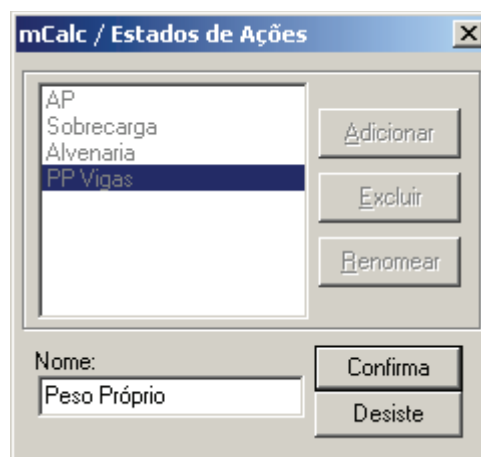 mCalc / Estados de Ações
AP
Sobrecarga
Alvenaria
PP Vigas
Adicionar
Excluir
Renomear
Nome:
Peso Próprio
Confirma
Desiste